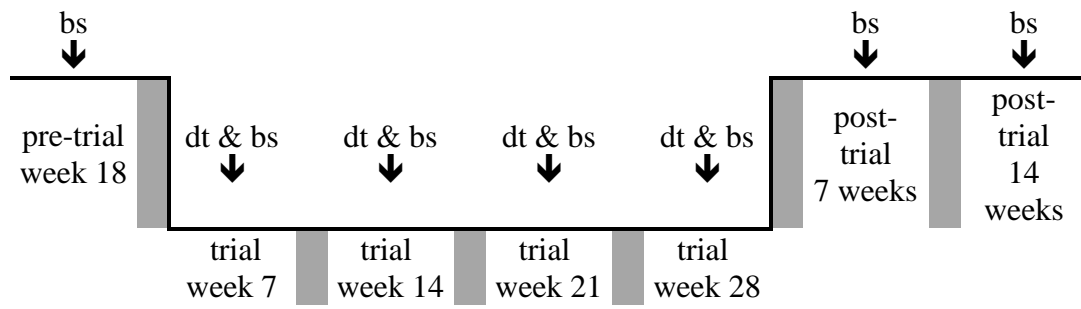 bs
bs
bs
pre-trial
week 18
dt & bs
dt & bs
dt & bs
dt & bs
post-
trial
7 weeks
post-
trial
14
weeks
trial
week 7
trial
week 14
trial
week 21
trial
week 28